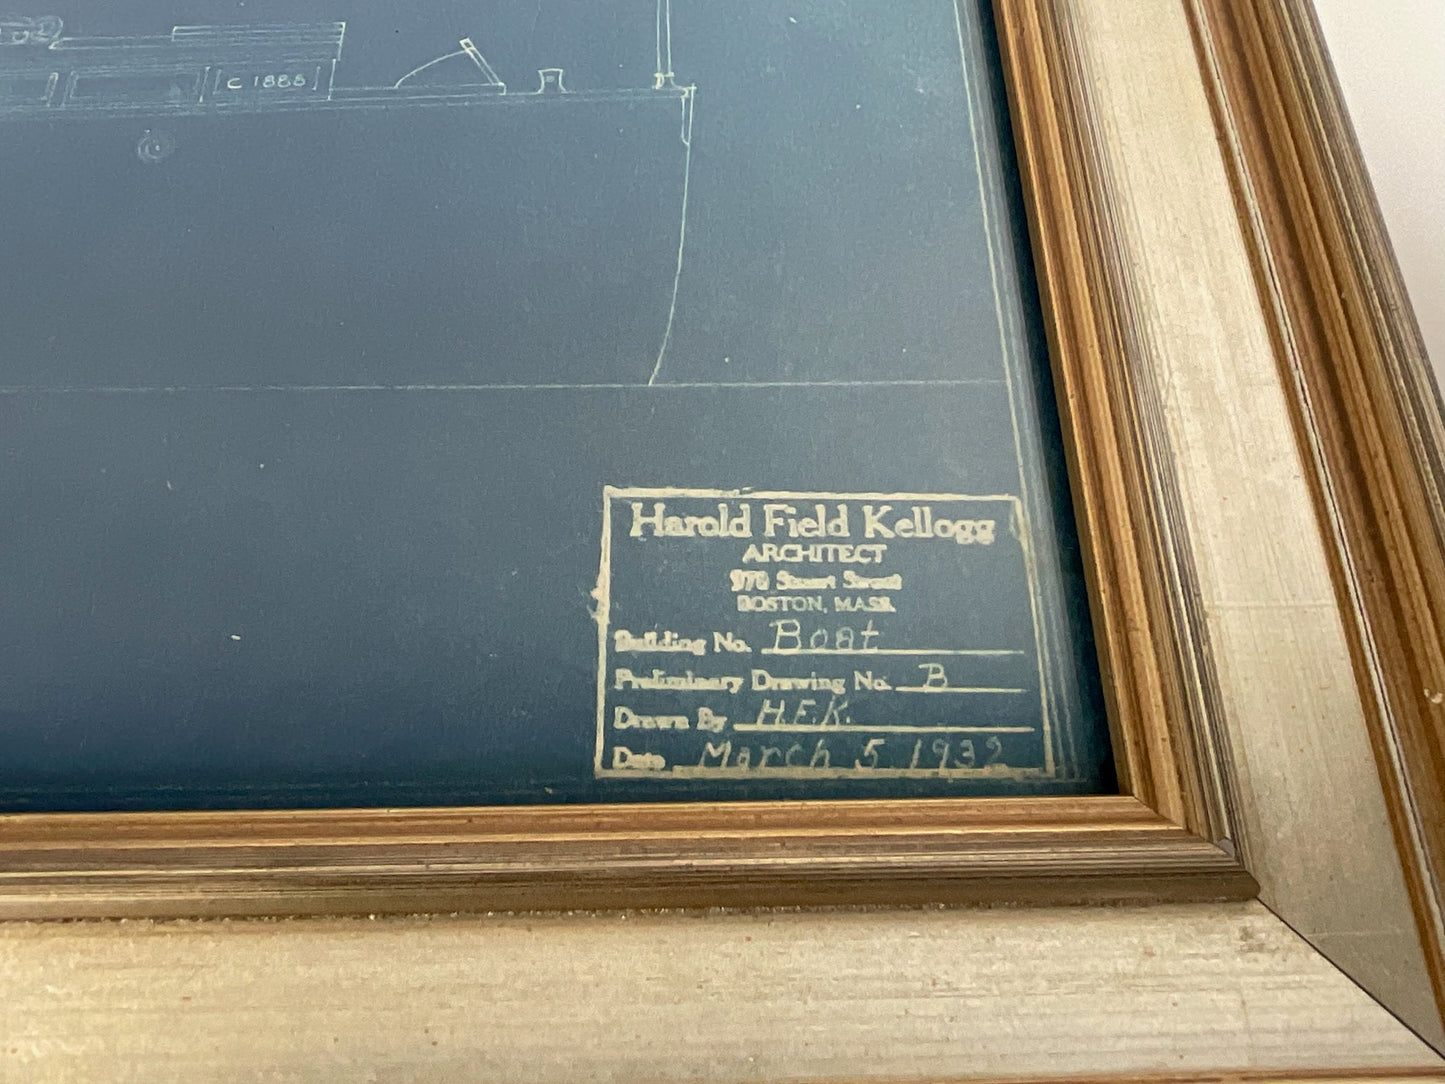 C 1888
Harold Field Kellogg
ARCHITECT
Street
BOSTON, MASS.
Building No. Boat
Preliminary Drawing No. B
Drawn By H.F.K.
Date March 5 1932